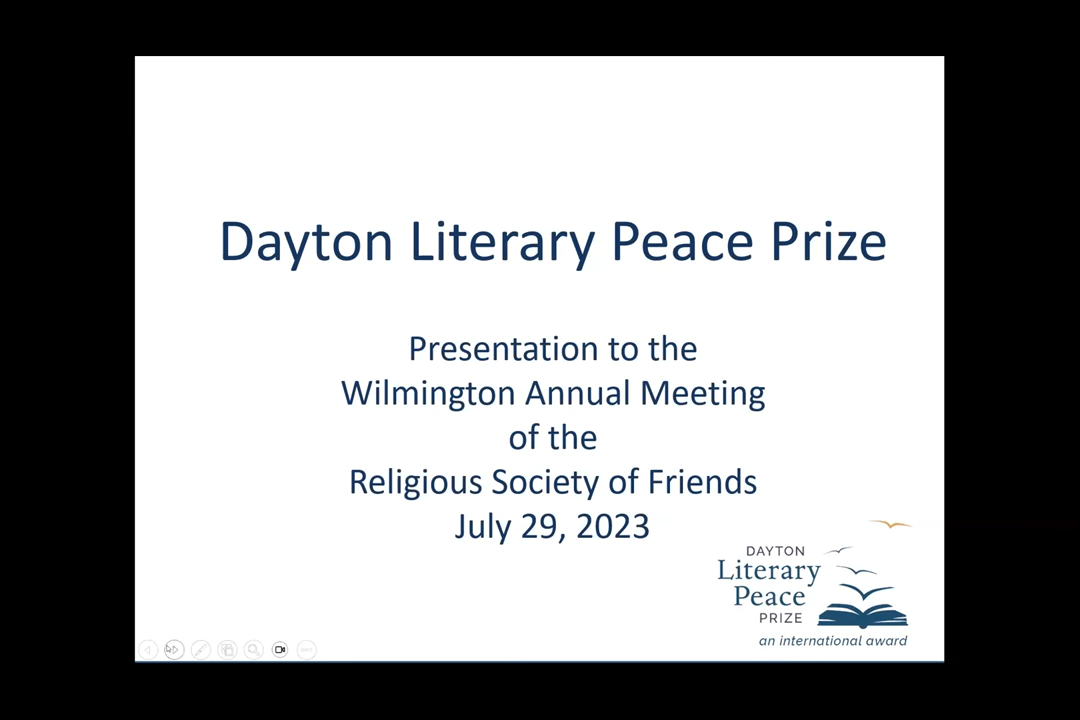 Dayton Literary Peace Prize
Presentation to the
Wilmington Annual Meeting
of the
Religious Society of Friends
July 29, 2023
DAYTON
Literary
Peace
PRIZE
an international award